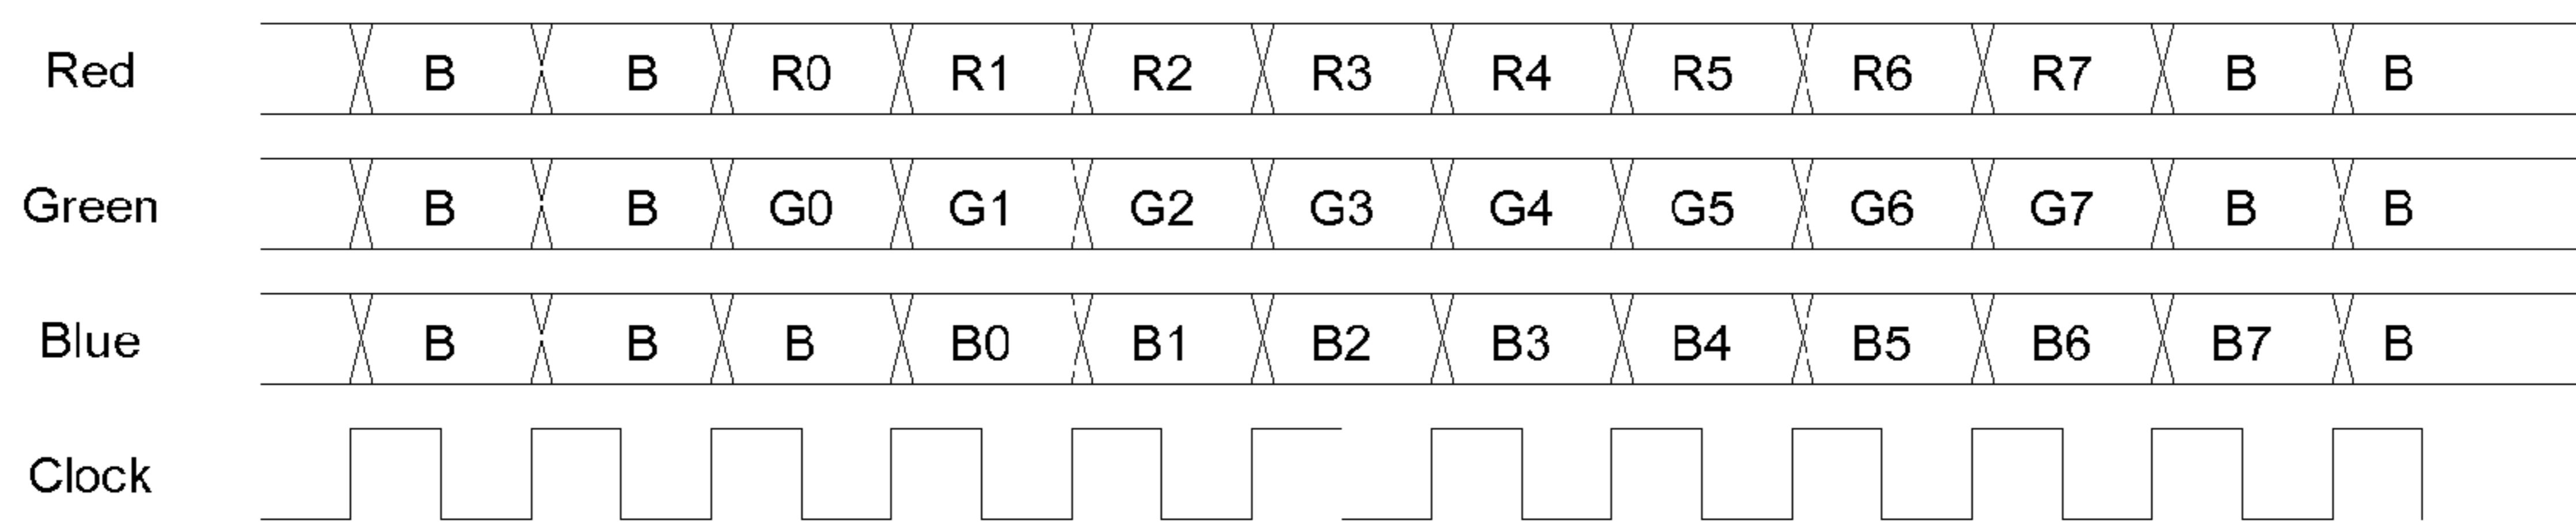 Red B B R0 R1 R2 R3 R4 R5 R6 R7 B B
Green B B G0 G1 G2 G3 G4 G5 G6 G7 B B
Blue B B B B0 B1 B2 B3 B4 B5 B6 B7 B
Clock